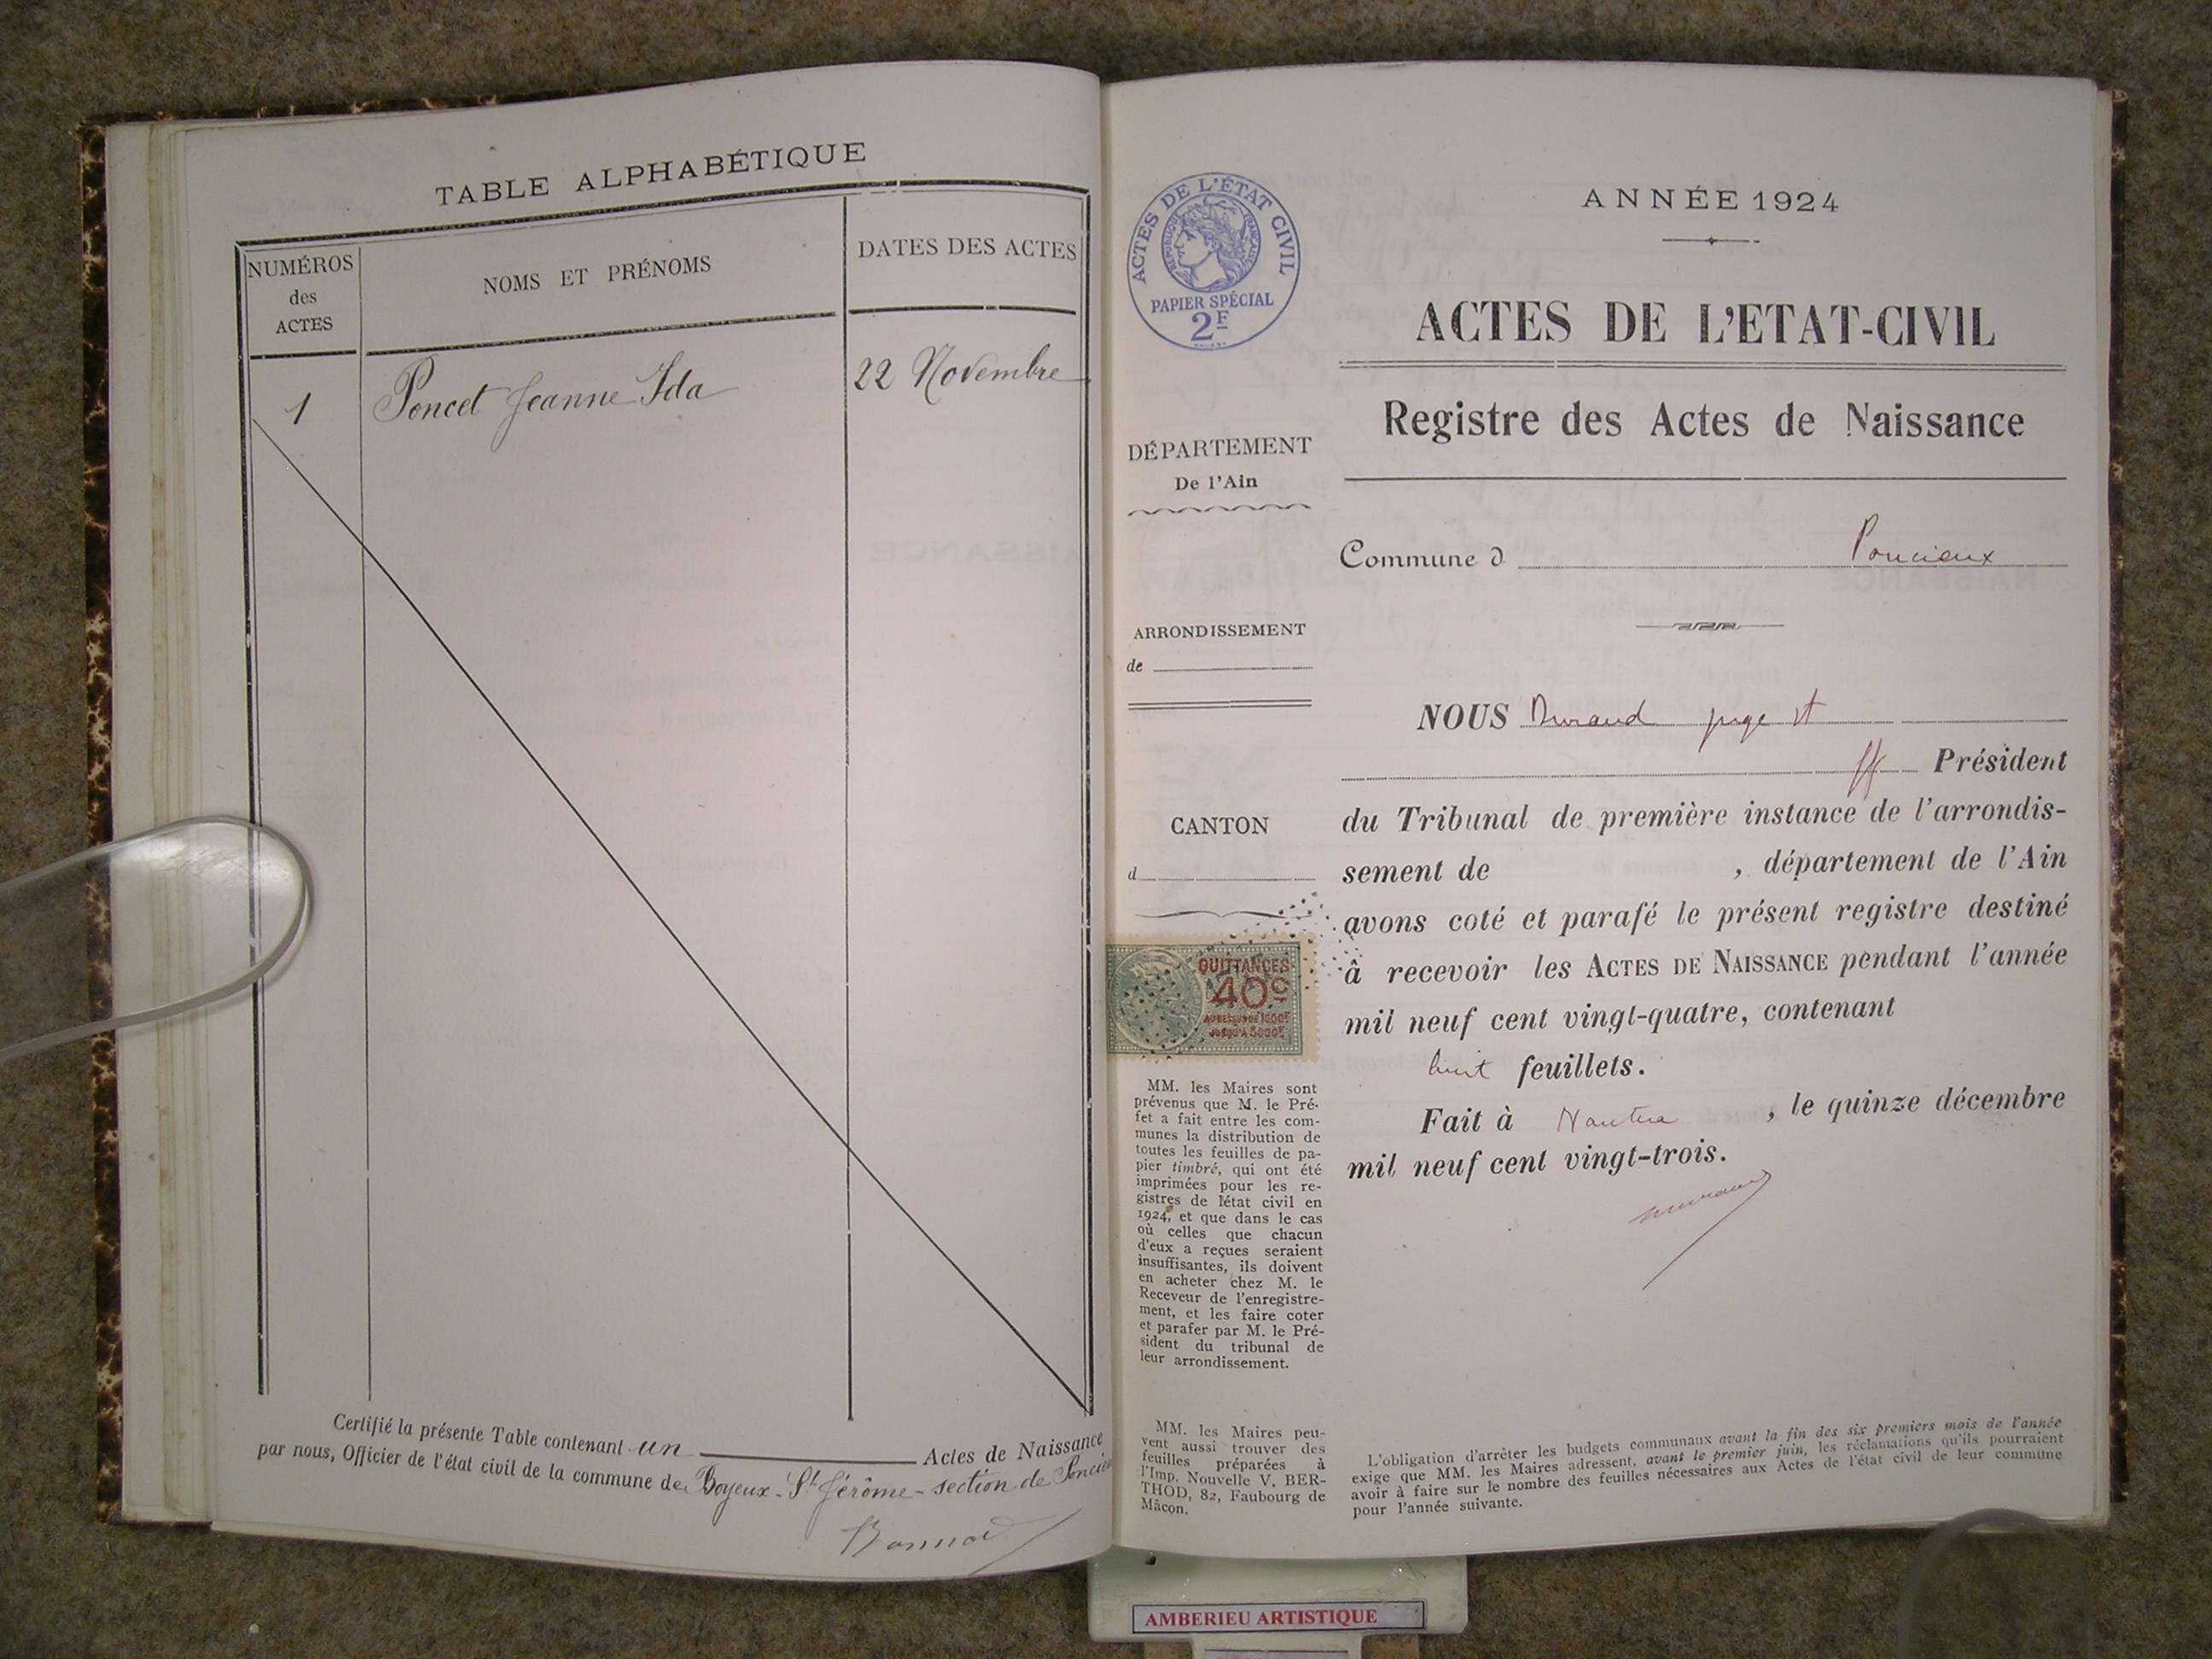 TABLE ALPHABÉTIQUE
NUMÉROS
des
ACTES
NOMS ET PRÉNOMS
DATES DES ACTES
1
Poncet Jeanne Ida
22 Novembre
Certifié la présente Table contenant un Actes de Naissance
par nous, Officier de l'état civil de la commune de Boyeux-St Jérôme - section de Poncieux
ACTES DE L'ÉTAT CIVIL
RÉPUBLIQUE FRANÇAISE
PAPIER SPÉCIAL
2F
DÉPARTEMENT
De l'Ain
ARRONDISSEMENT
de
CANTON
d
QUITTANCES
40c
AU DESSUS DE 1000F
JUSQU'À 3000F
MM. les Maires sont
prévenus que M. le Pré-
fet a fait entre les com-
munes la distribution de
toutes les feuilles de pa-
pier timbré, qui ont été
imprimées pour les re-
gistres de l'état civil en
1924, et que dans le cas
où celles que chacun
d'eux a reçues seraient
insuffisantes, ils doivent
en acheter chez M. le
Receveur de l'enregistre-
ment, et les faire coter
et parafer par M. le Pré-
sident du tribunal de
leur arrondissement.
MM. les Maires peu-
vent aussi trouver des
feuilles préparées à
l'Imp. Nouvelle V. BER-
THOD, 82, Faubourg de
Mâcon.
ANNÉE 1924
ACTES DE L'ETAT-CIVIL
Registre des Actes de Naissance
Commune d Poncieux
NOUS Durand juge st
ff Président
du Tribunal de première instance de l'arrondis-
sement de , département de l'Ain
avons coté et parafé le présent registre destiné
à recevoir les ACTES DE NAISSANCE pendant l'année
mil neuf cent vingt-quatre, contenant
huit feuillets.
Fait à Nantua , le quinze décembre
mil neuf cent vingt-trois.
L'obligation d'arrêter les budgets communaux avant la fin des six premiers mois de l'année
exige que MM. les Maires adressent, avant le premier juin, les réclamations qu'ils pourraient
avoir à faire sur le nombre des feuilles nécessaires aux Actes de l'état civil de leur commune
pour l'année suivante.
AMBERIEU ARTISTIQUE